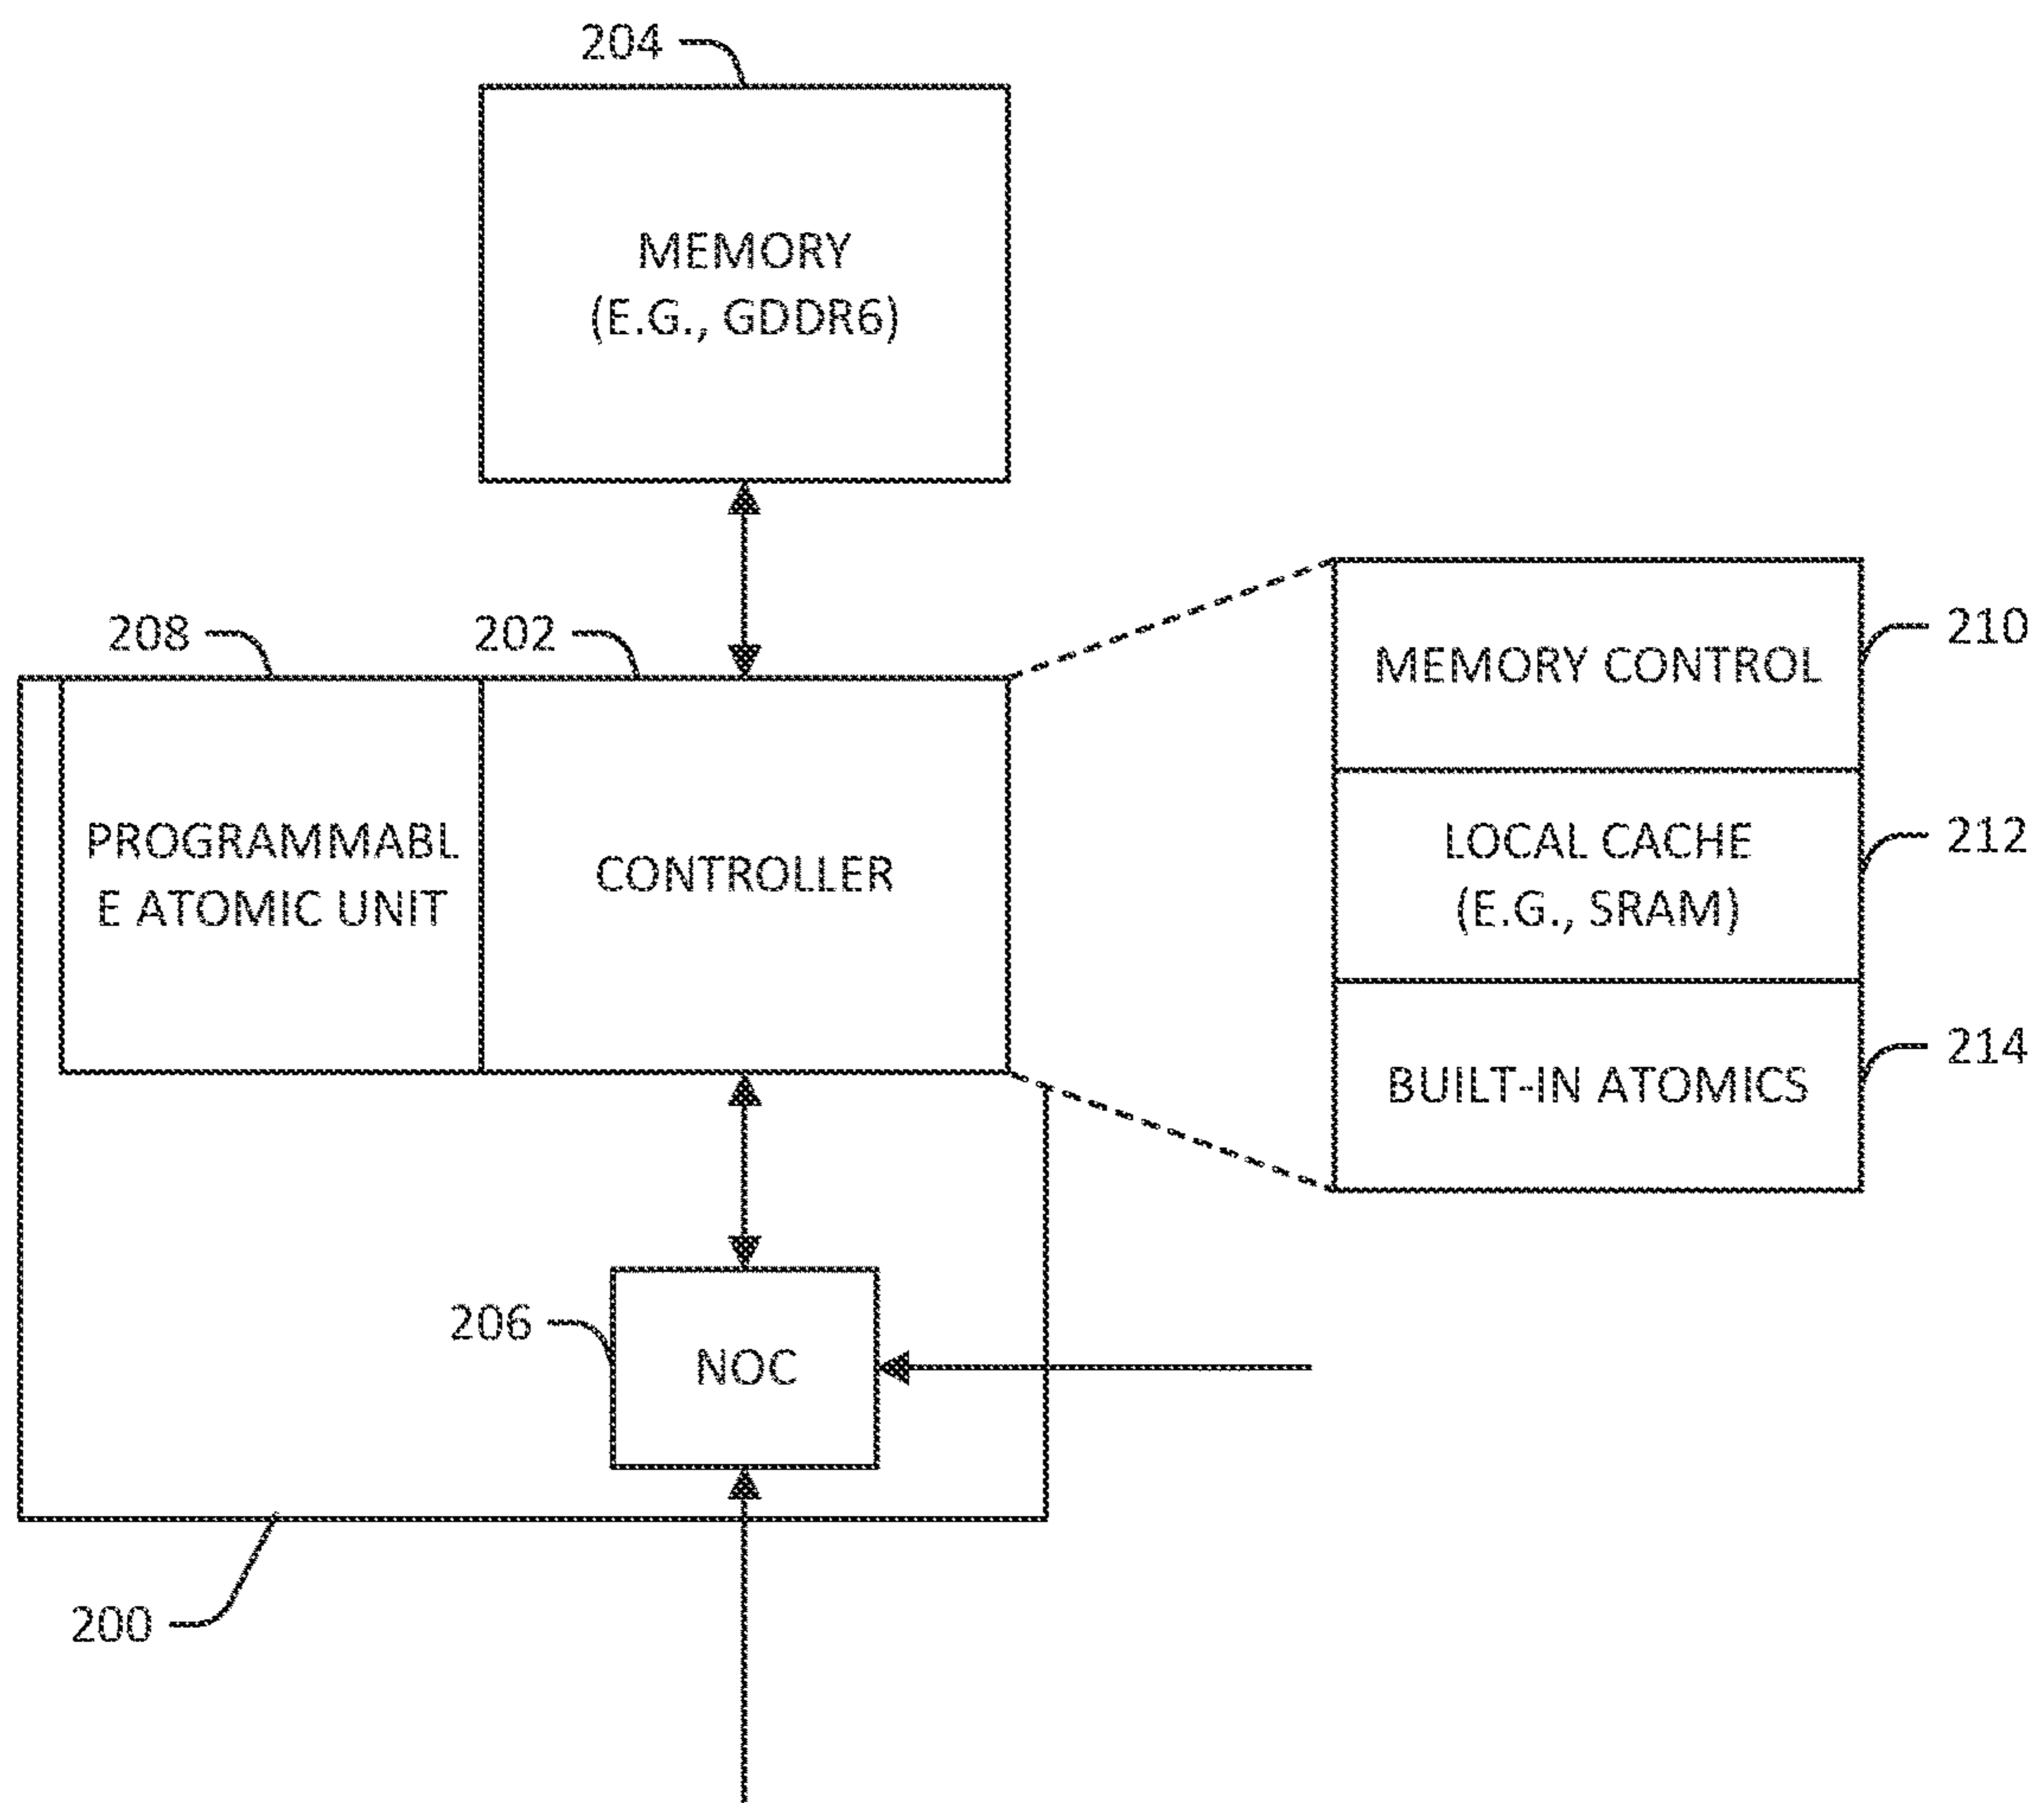 204
MEMORY
(E.G., GDDR6)
208
202
210
MEMORY CONTROL
PROGRAMMABL
E ATOMIC UNIT
CONTROLLER
LOCAL CACHE
(E.G., SRAM)
212
BUILT-IN ATOMICS
214
206
NOC
200